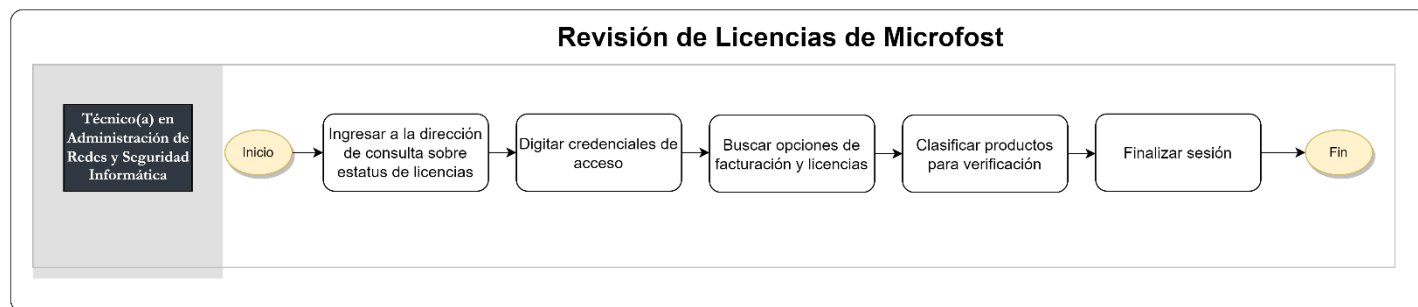 Revisión de Licencias de Microfost
Técnico(a) en
Administración de
Redes y Seguridad
Informática
Inicio
Ingresar a la dirección
de consulta sobre
estatus de licencias
Digitar credenciales de
acceso
Buscar opciones de
facturación y licencias
Clasificar productos
para verificación
Finalizar sesión
Fin